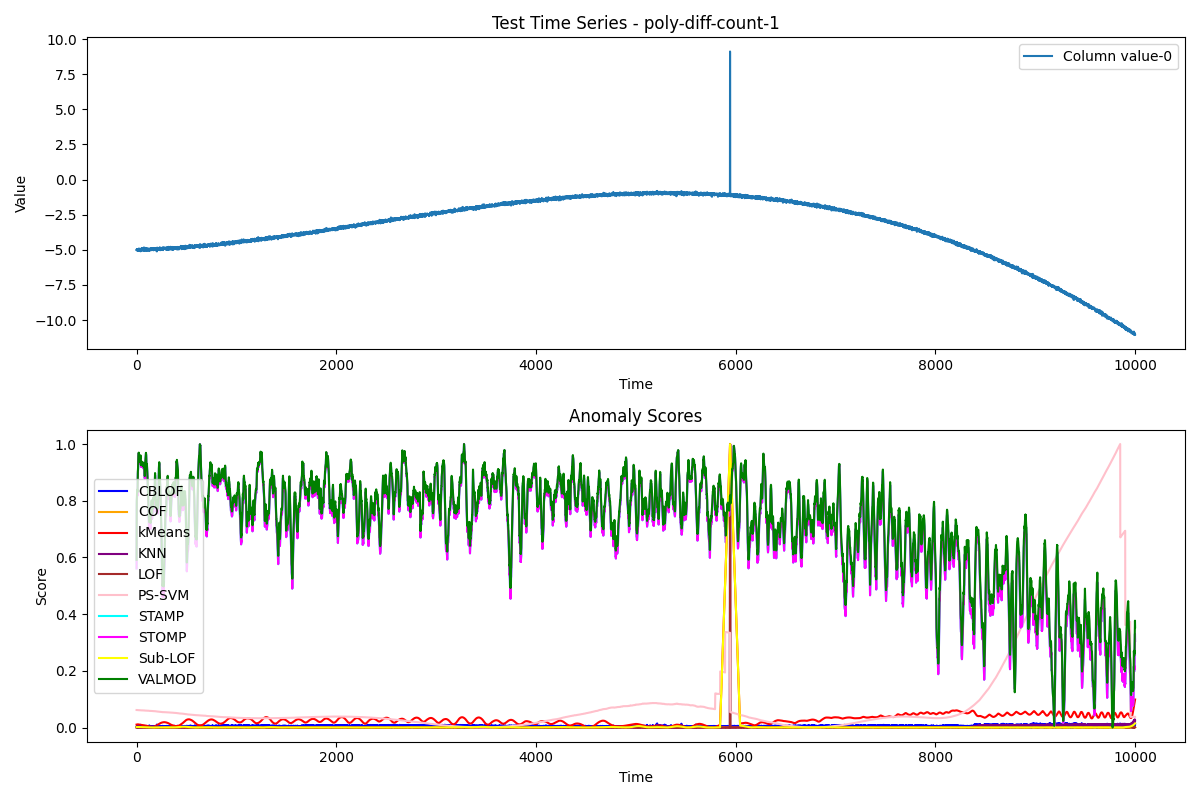 Test Time Series - poly-diff-count-1
10.0
7.5
5.0
2.5
0.0
−2.5
−5.0
−7.5
−10.0
Value
Column value-0
0 2000 4000 6000 8000 10000
Time
Anomaly Scores
1.0
0.8
0.6
0.4
0.2
0.0
Score
CBLOF
COF
kMeans
KNN
LOF
PS-SVM
STAMP
STOMP
Sub-LOF
VALMOD
0 2000 4000 6000 8000 10000
Time